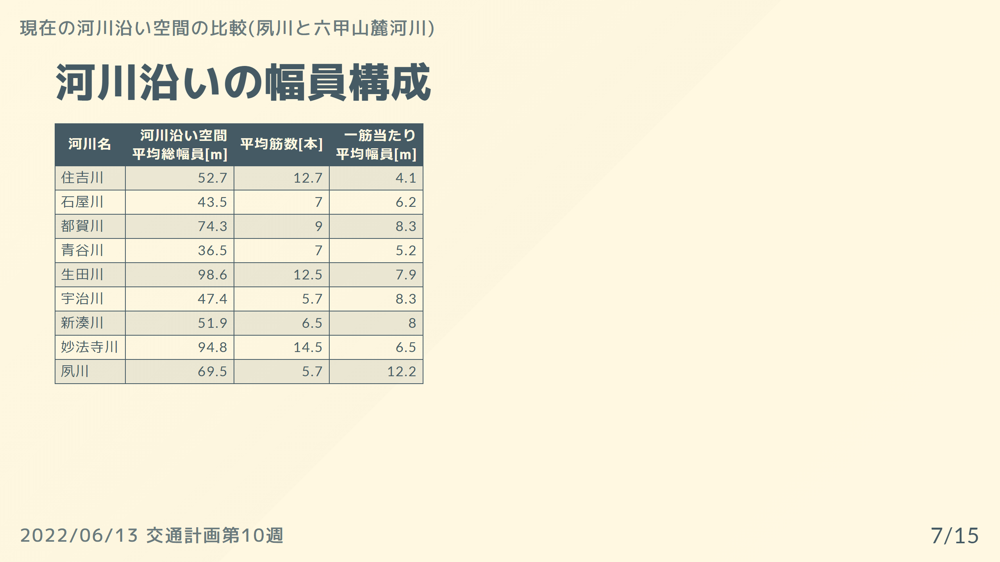 現在の河川沿い空間の比較(夙川と六甲山麓河川)
河川沿いの幅員構成
河川名 河川沿い空間平均総幅員[m] 平均筋数[本] 一筋当たり平均幅員[m]
住吉川 52.7 12.7 4.1
石屋川 43.5 7 6.2
都賀川 74.3 9 8.3
青谷川 36.5 7 5.2
生田川 98.6 12.5 7.9
宇治川 47.4 5.7 8.3
新湊川 51.9 6.5 8
妙法寺川 94.8 14.5 6.5
夙川 69.5 5.7 12.2
2022/06/13 交通計画第10週
7/15